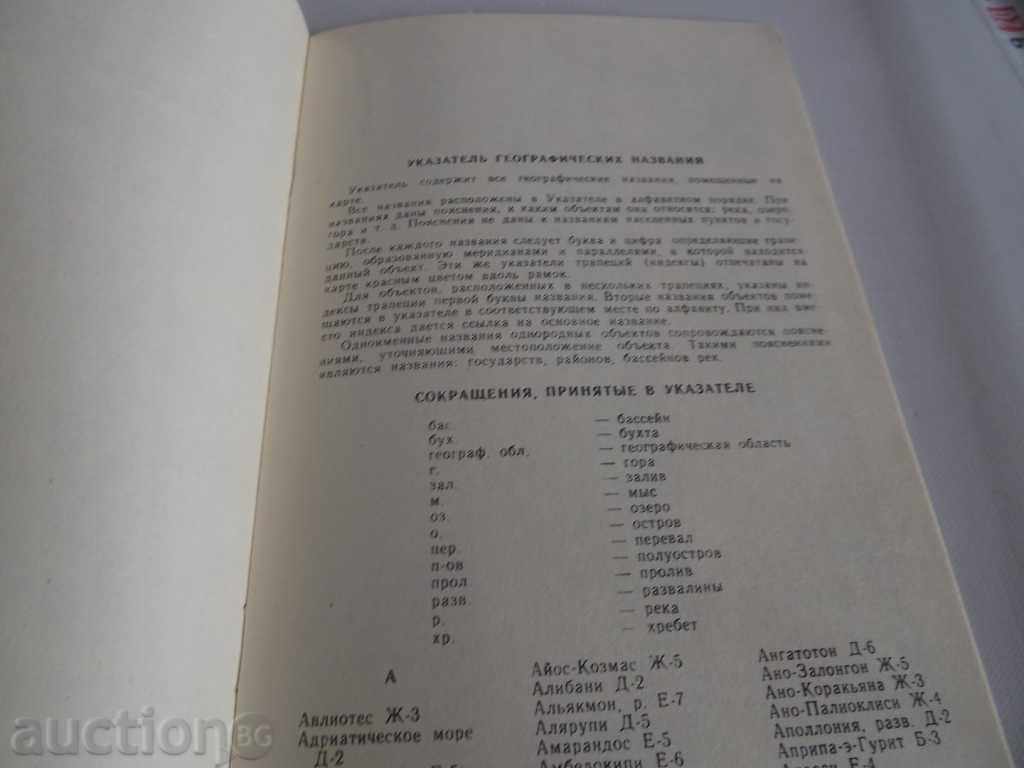 УКАЗАТЕЛЬ ГЕОГРАФИЧЕСКИХ НАЗВАНИЯ
Указатель содержит все географические названия, помещенные на
карте.
Все названия расположены в Указателе в алфавитном порядке. При
названиях даны пояснения, к каким объектам она относится: река, озеро,
гора и т. д. Пояснения не даны к названиям населенных пунктов и госу-
дарств.
После каждого названия следует буква и цифра определяющие трапе-
цию, образованную меридианами и параллелями, в которой находится
данный объект. Эти же указатели трапеций (индексы) отпечатаны на
карте красным цветом вдоль рамок.
Для объектов, расположенных в нескольких трапециях, указаны ин-
дексы трапеции первой буквы названия. Вторые названия объектов поме-
щаются в указателе в соответствующем месте по алфавиту. При них вме-
сто индекса дается ссылка на основное название.
Одноименные названия однородных объектов сопровождаются поясне-
ниями, уточняющими местоположение объекта. Такими пояснениями
являются названия: государств, районов, бассейнов рек.
СОКРАЩЕНИЯ, ПРИНЯТЫЕ В УКАЗАТЕЛЕ
бас. — бассейн
бух. — бухта
географ. обл. — географическая область
г. — гора
зал. — залив
м. — мыс
оз. — озеро
о. — остров
пер. — перевал
п-ов — полуостров
прол. — пролив
разв. — развалины
р. — река
хр. — хребет
А
Авлиотес Ж-3
Адриатическое море
Д-2
Айос-Козмас Ж-5
Алибани Д-2
Альякмон, р. Е-7
Алярупи Д-5
Амарандос Е-5
Амбелокипи Е-6
Ангатотон Д-6
Ано-Залонгон Ж-5
Ано-Коракьяна Ж-3
Ано-Палиоклиси Ж-4
Аполлония, разв. Д-2
Априпа-э-Гурит Б-3
Е-4
auctionBG